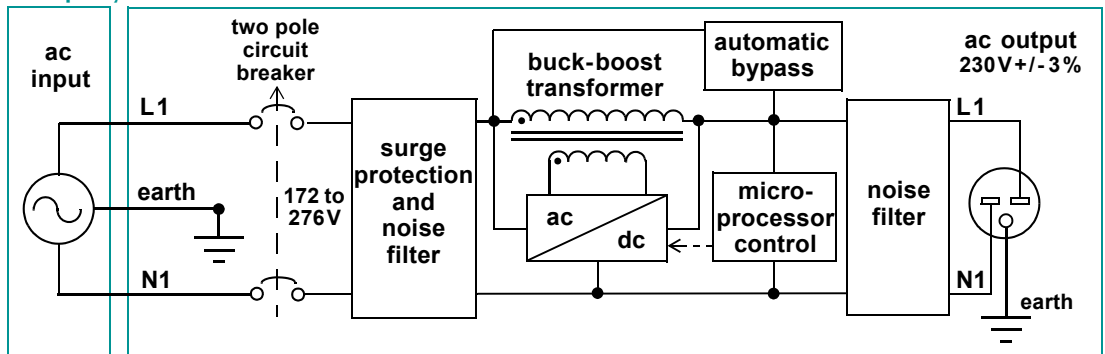 ac
input
two pole
circuit
breaker
buck-boost
transformer
automatic
bypass
ac output
230V+/-3%
L1
earth
N1
172 to
276V
surge
protection
and
noise
filter
ac
dc
micro-
processor
control
noise
filter
L1
N1
earth